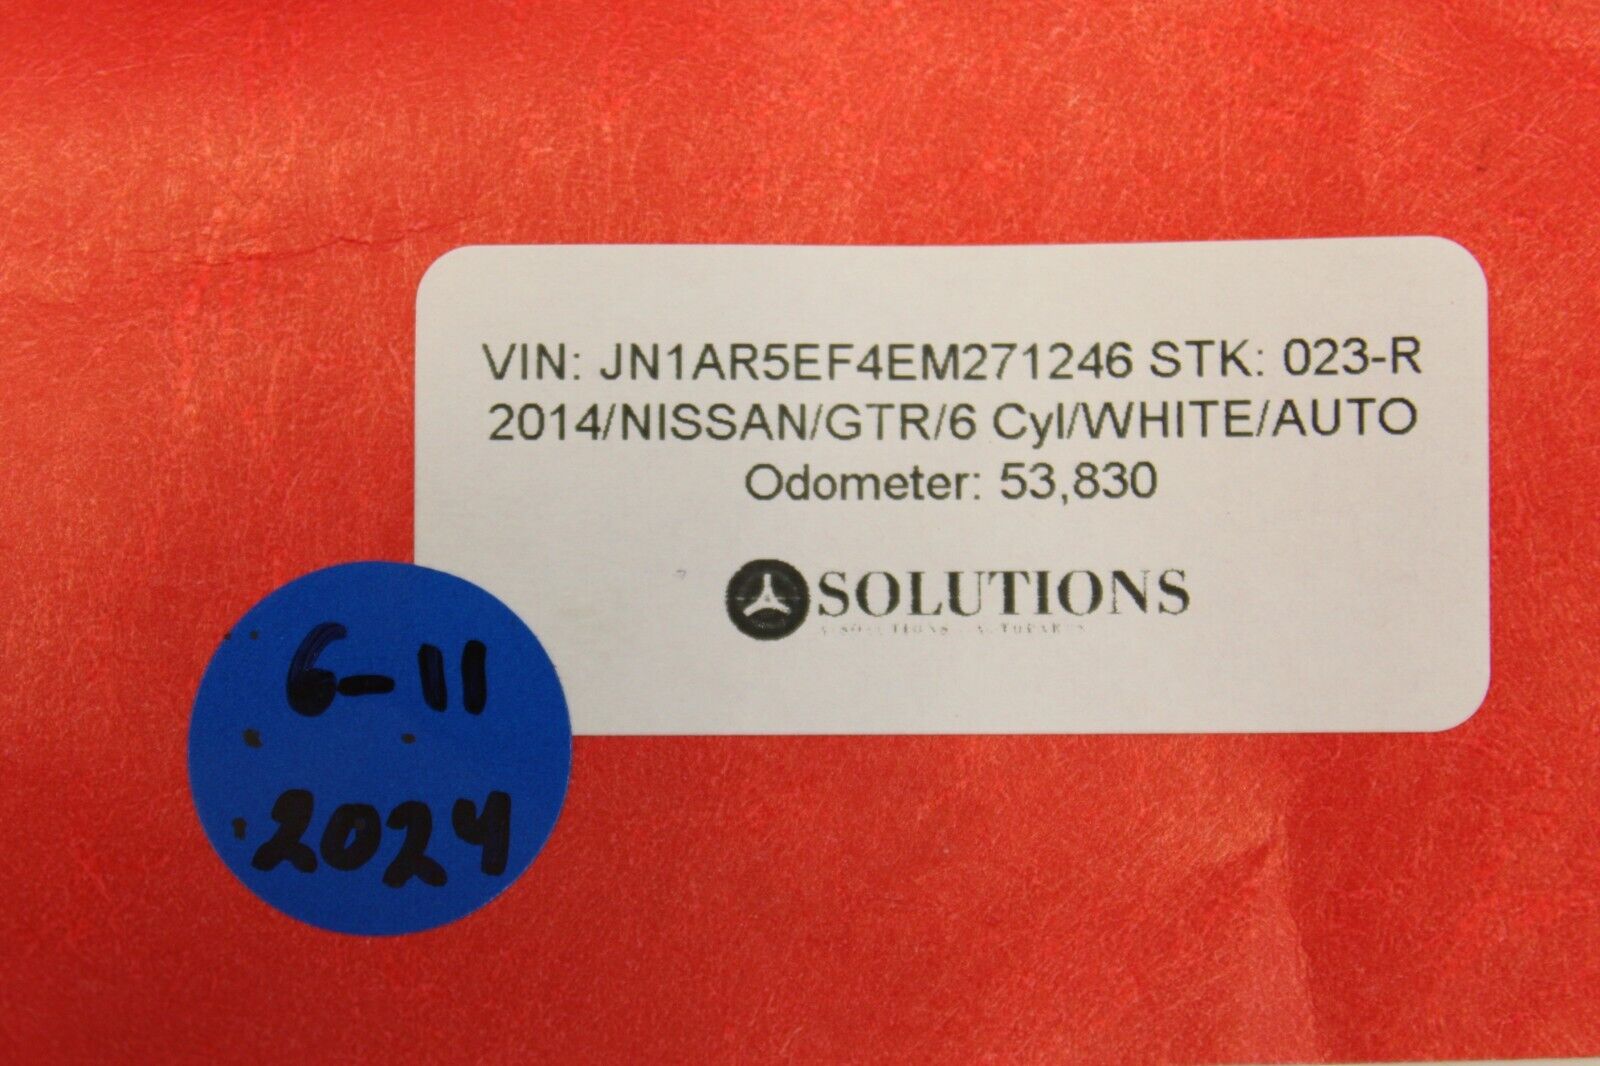 VIN: JN1AR5EF4EM271246 STK: 023-R
2014/NISSAN/GTR/6 Cyl/WHITE/AUTO
Odometer: 53,830
SOLUTIONS
6-11
2024